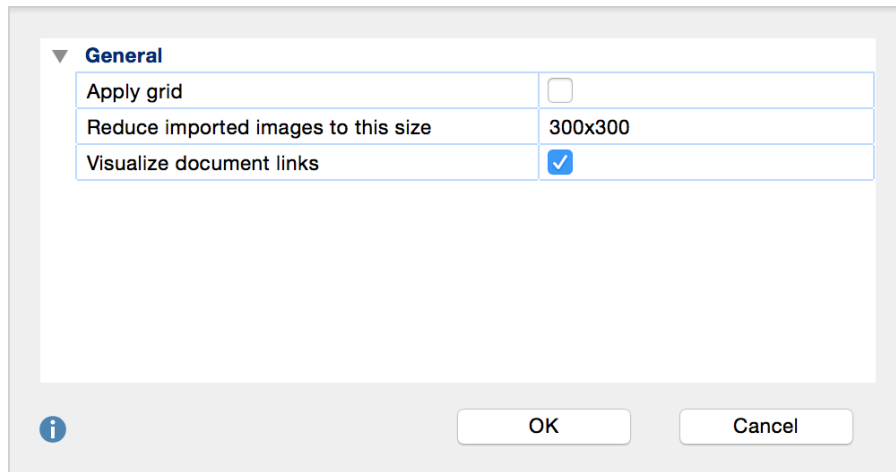 General
Apply grid
Reduce imported images to this size 300x300
Visualize document links
OK Cancel